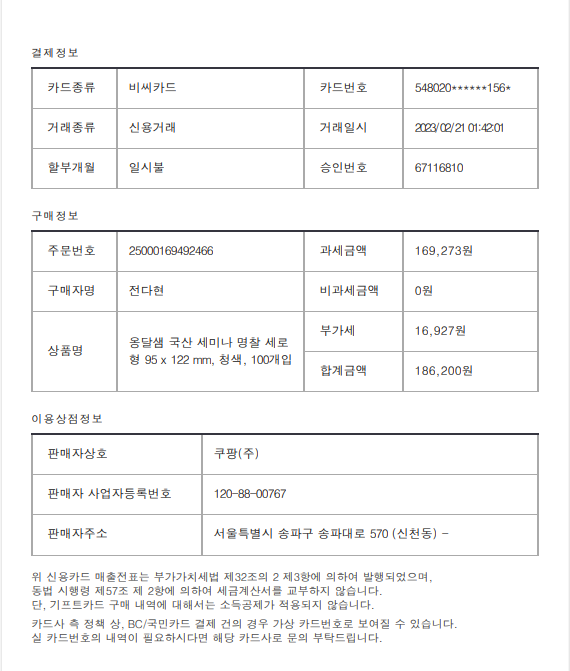 결제정보
카드종류 비씨카드 카드번호 548020******156*
거래종류 신용거래 거래일시 2023/02/21 01:42:01
할부개월 일시불 승인번호 67116810
구매정보
주문번호 25000169492466 과세금액 169,273원
구매자명 전다현 비과세금액 0원
상품명 옹달샘 국산 세미나 명찰 세로
형 95 x 122 mm, 청색, 100개입
부가세 16,927원
합계금액 186,200원
이용상점정보
판매자상호 쿠팡(주)
판매자 사업자등록번호 120-88-00767
판매자주소 서울특별시 송파구 송파대로 570 (신천동) -
위 신용카드 매출전표는 부가가치세법 제32조의 2 제3항에 의하여 발행되었으며,
동법 시행령 제57조 제 2항에 의하여 세금계산서를 교부하지 않습니다.
단, 기프트카드 구매 내역에 대해서는 소득공제가 적용되지 않습니다.
카드사 측 정책 상, BC/국민카드 결제 건의 경우 가상 카드번호로 보여질 수 있습니다.
실 카드번호의 내역이 필요하시다면 해당 카드사로 문의 부탁드립니다.